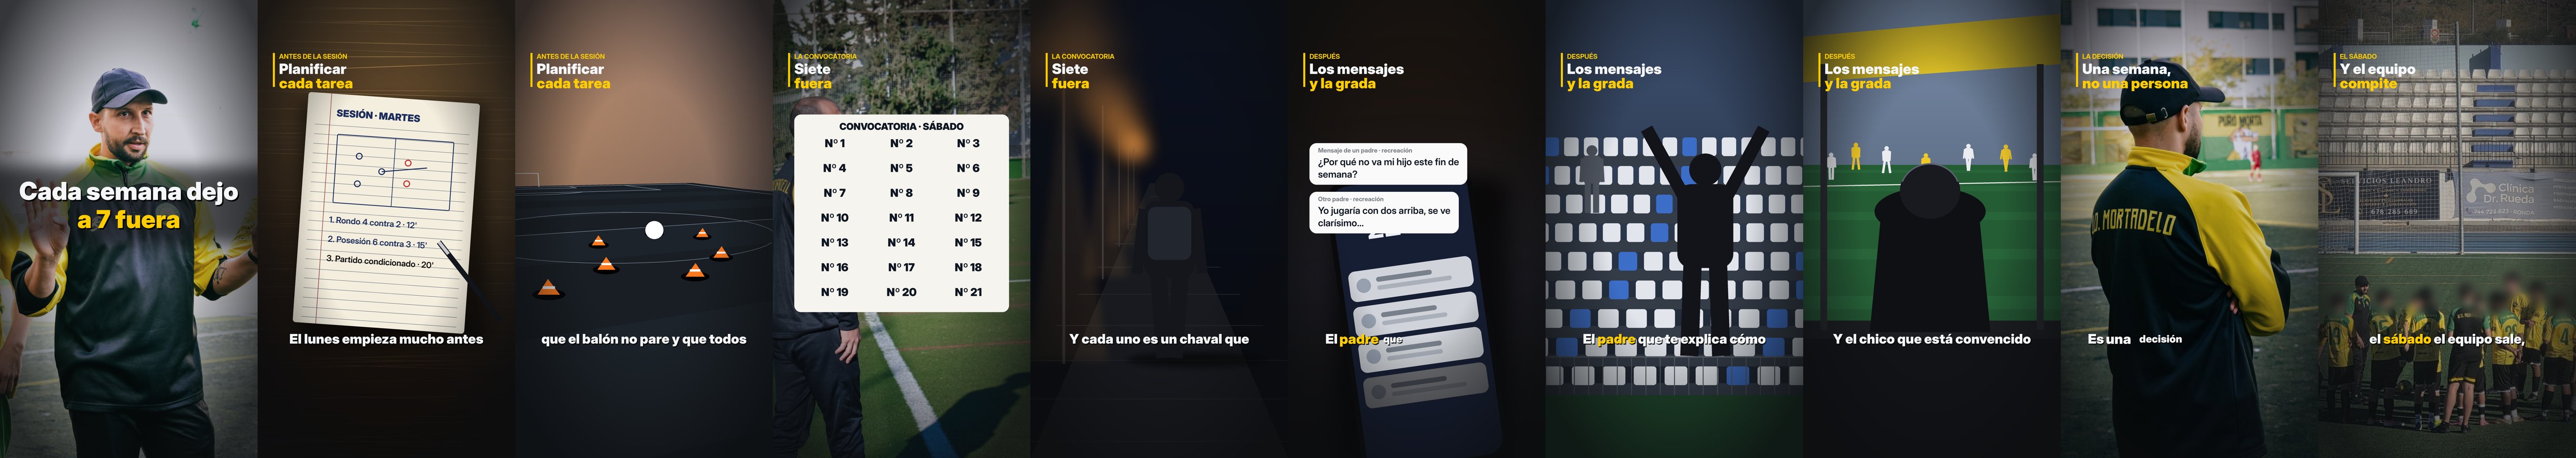 Cada semana dejo
a 7 fuera
ANTES DE LA SESIÓN
Planificar
cada tarea
SESIÓN · MARTES
1. Rondo 4 contra 2 · 12'
2. Posesión 6 contra 3 · 15'
3. Partido condicionado · 20'
El lunes empieza mucho antes
ANTES DE LA SESIÓN
Planificar
cada tarea
que el balón no pare y que todos
LA CONVOCATORIA
Siete
fuera
CONVOCATORIA · SÁBADO
Nº 1 Nº 2 Nº 3
Nº 4 Nº 5 Nº 6
Nº 7 Nº 8 Nº 9
Nº 10 Nº 11 Nº 12
Nº 13 Nº 14 Nº 15
Nº 16 Nº 17 Nº 18
Nº 19 Nº 20 Nº 21
LA CONVOCATORIA
Siete
fuera
Y cada uno es un chaval que
DESPUÉS
Los mensajes
y la grada
Mensaje de un padre · recreación
¿Por qué no va mi hijo este fin de
semana?
Otro padre · recreación
Yo jugaría con dos arriba, se ve
clarísimo...
El padre que
DESPUÉS
Los mensajes
y la grada
El padre que te explica cómo
DESPUÉS
Los mensajes
y la grada
Y el chico que está convencido
LA DECISIÓN
Una semana,
no una persona
PURO MORTA
D. MORTADELO
Es una decisión
EL SÁBADO
Y el equipo
compite
Clínica
Dr. Rueda
el sábado el equipo sale,